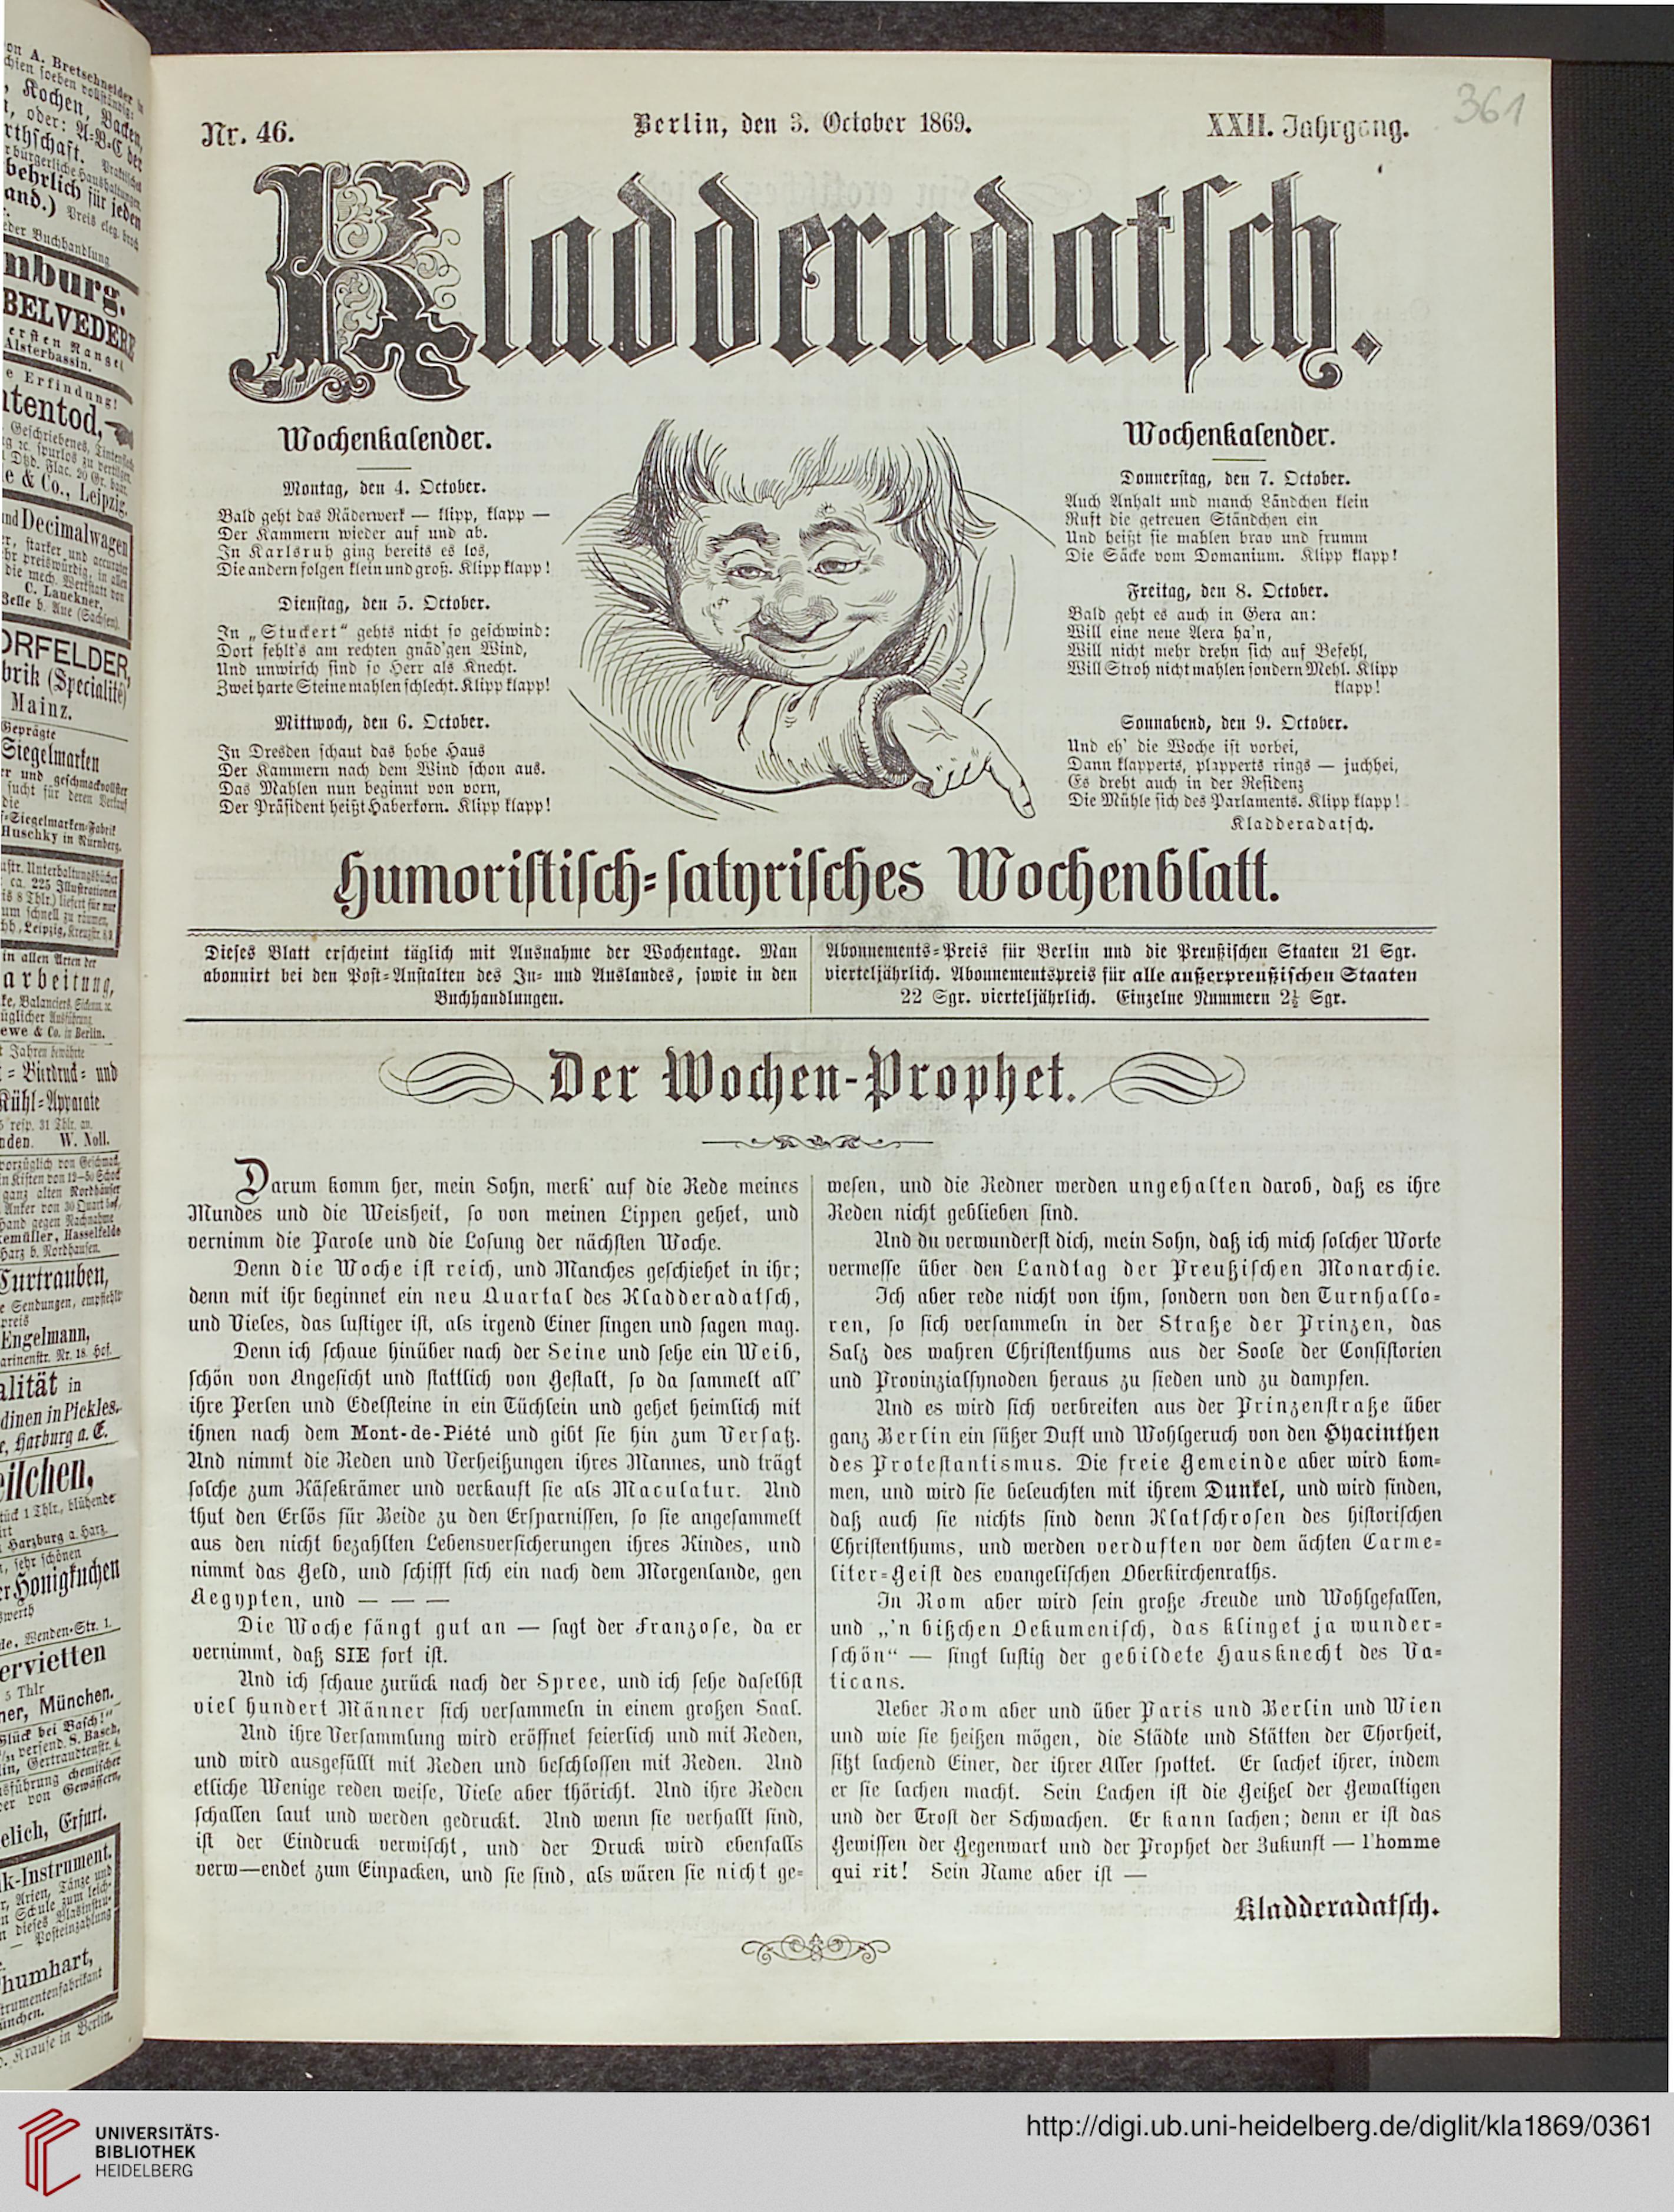 Nr. 46.
Berlin, den 3. October 1869.
XXII. Jahrgang.
361
Kladderadatsch.
Wochenkalender.
Montag, den 4. October.
Bald geht das Räderwerk — klipp, klapp —
Der Kammern wieder auf und ab.
In Karlsruh ging bereits es los,
Die andern folgen klein und groß. Klipp klapp!
Dienstag, den 5. October.
In „Stuckert“ gehts nicht so geschwind:
Dort fehlt's am rechten gnäd'gen Wind,
Und unwirsch sind so Herr als Knecht.
Zwei harte Steine mahlen schlecht. Klipp klapp!
Mittwoch, den 6. October.
In Dresden schaut das hohe Haus
Der Kammern nach dem Wind schon aus.
Das Mahlen nun beginnt von vorn,
Der Präsident heißt Haberkorn. Klipp klapp!
Wochenkalender.
Donnerstag, den 7. October.
Auch Anhalt und manch Ländchen klein
Ruft die getreuen Ständchen ein
Und heißt sie mahlen brav und frumm
Die Säcke vom Domanium. Klipp klapp!
Freitag, den 8. October.
Bald geht es auch in Gera an:
Will eine neue Aera ha'n,
Will nicht mehr drehn sich auf Befehl,
Will Stroh nicht mahlen sondern Mehl. Klipp
klapp!
Sonnabend, den 9. October.
Und eh' die Woche ist vorbei,
Dann klapperts, plapperts rings — juchhei,
Es dreht auch in der Residenz
Die Mühle sich des Parlaments. Klipp klapp!
Kladderadatsch.
Humoristisch-satyrisches Wochenblatt.
Dieses Blatt erscheint täglich mit Ausnahme der Wochentage. Man
abonnirt bei den Post-Anstalten des In- und Auslandes, sowie in den
Buchhandlungen.
Abonnements-Preis für Berlin und die Preußischen Staaten 21 Sgr.
vierteljährlich. Abonnementspreis für alle außerpreußischen Staaten
22 Sgr. vierteljährlich. Einzelne Nummern 2½ Sgr.
Der Wochen-Prophet.
Darum komm her, mein Sohn, merk' auf die Rede meines
Mundes und die Weisheit, so von meinen Lippen gehet, und
vernimm die Parole und die Losung der nächsten Woche.
Denn die Woche ist reich, und Manches geschiehet in ihr;
denn mit ihr beginnet ein neu Quartal des Kladderadatsch,
und Vieles, das lustiger ist, als irgend Einer singen und sagen mag.
Denn ich schaue hinüber nach der Seine und sehe ein Weib,
schön von Angesicht und stattlich von Gestalt, so da sammelt all'
ihre Perlen und Edelsteine in ein Tüchlein und gehet heimlich mit
ihnen nach dem Mont-de-Piété und gibt sie hin zum Versatz.
Und nimmt die Reden und Verheißungen ihres Mannes, und trägt
solche zum Käsekrämer und verkauft sie als Maculatur. Und
thut den Erlös für Beide zu den Ersparnissen, so sie angesammelt
aus den nicht bezahlten Lebensversicherungen ihres Kindes, und
nimmt das Geld, und schifft sich ein nach dem Morgenlande, gen
Aegypten, und — — —
Die Woche fängt gut an — sagt der Franzose, da er
vernimmt, daß SIE fort ist.
Und ich schaue zurück nach der Spree, und ich sehe daselbst
viel hundert Männer sich versammeln in einem großen Saal.
Und ihre Versammlung wird eröffnet feierlich und mit Reden,
und wird ausgefüllt mit Reden und beschlossen mit Reden. Und
etliche Wenige reden weise, Viele aber thöricht. Und ihre Reden
schallen laut und werden gedruckt. Und wenn sie verhallt sind,
ist der Eindruck verwischt, und der Druck wird ebenfalls
verw—endet zum Einpacken, und sie sind, als wären sie nicht ge-
wesen, und die Redner werden ungehalten darob, daß es ihre
Reden nicht geblieben sind.
Und du verwunderst dich, mein Sohn, daß ich mich solcher Worte
vermesse über den Landtag der Preußischen Monarchie.
Ich aber rede nicht von ihm, sondern von den Turnhallo-
ren, so sich versammeln in der Straße der Prinzen, das
Salz des wahren Christenthums aus der Soole der Consistorien
und Provinzialsynoden heraus zu sieden und zu dampfen.
Und es wird sich verbreiten aus der Prinzenstraße über
ganz Berlin ein süßer Duft und Wohlgeruch von den Hyacinthen
des Protestantismus. Die freie Gemeinde aber wird kom-
men, und wird sie beleuchten mit ihrem Dunkel, und wird finden,
daß auch sie nichts sind denn Klatschrosen des historischen
Christenthums, und werden verduften vor dem ächten Carme-
liter-Geist des evangelischen Oberkirchenraths.
In Rom aber wird sein große Freude und Wohlgefallen,
und „'n bißchen Oekumenisch, das klinget ja wunder-
schön“ — singt lustig der gebildete Hausknecht des Va-
ticans.
Ueber Rom aber und über Paris und Berlin und Wien
und wie sie heißen mögen, die Städte und Stätten der Thorheit,
sitzt lachend Einer, der ihrer Aller spottet. Er lachet ihrer, indem
er sie lachen macht. Sein Lachen ist die Geißel der Gewaltigen
und der Trost der Schwachen. Er kann lachen; denn er ist das
Gewissen der Gegenwart und der Prophet der Zukunft — l'homme
qui rit! Sein Name aber ist —
Kladderadatsch.
UNIVERSITÄTS-
BIBLIOTHEK
HEIDELBERG
http://digi.ub.uni-heidelberg.de/diglit/kla1869/0361